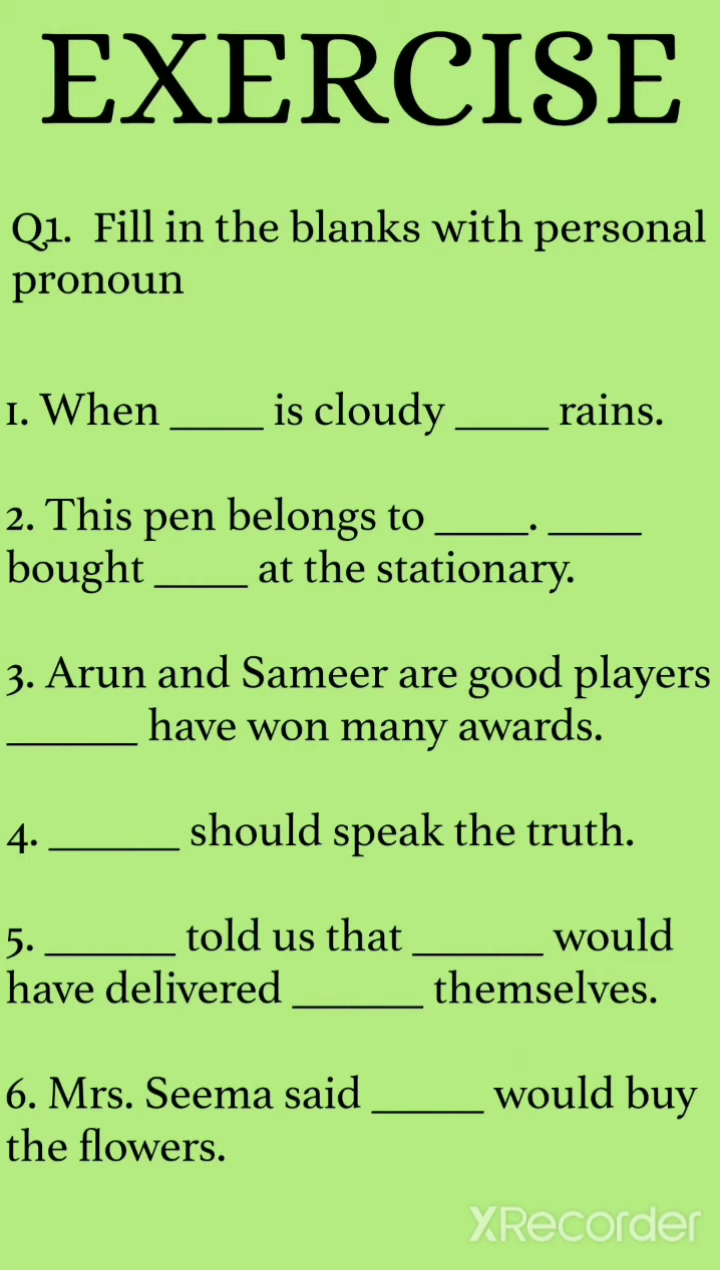 EXERCISE
Q1. Fill in the blanks with personal
pronoun
1. When ____ is cloudy ____ rains.
2. This pen belongs to ____. ____
bought ____ at the stationary.
3. Arun and Sameer are good players
______ have won many awards.
4. ______ should speak the truth.
5. ______ told us that ______ would
have delivered ______ themselves.
6. Mrs. Seema said _____ would buy
the flowers.
XRecorder